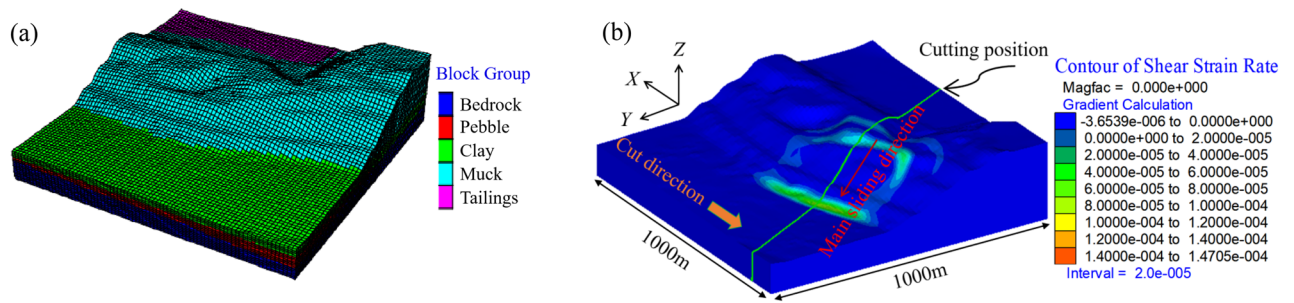 (a)
Block Group
Bedrock
Pebble
Clay
Muck
Tailings
(b)
Z
X
Y
Cutting position
Cut direction
Main sliding direction
1000m
1000m
Contour of Shear Strain Rate
Magfac = 0.000e+000
Gradient Calculation
-3.6539e-006 to 0.0000e+000
0.0000e+000 to 2.0000e-005
2.0000e-005 to 4.0000e-005
4.0000e-005 to 6.0000e-005
6.0000e-005 to 8.0000e-005
8.0000e-005 to 1.0000e-004
1.0000e-004 to 1.2000e-004
1.2000e-004 to 1.4000e-004
1.4000e-004 to 1.4705e-004
Interval = 2.0e-005